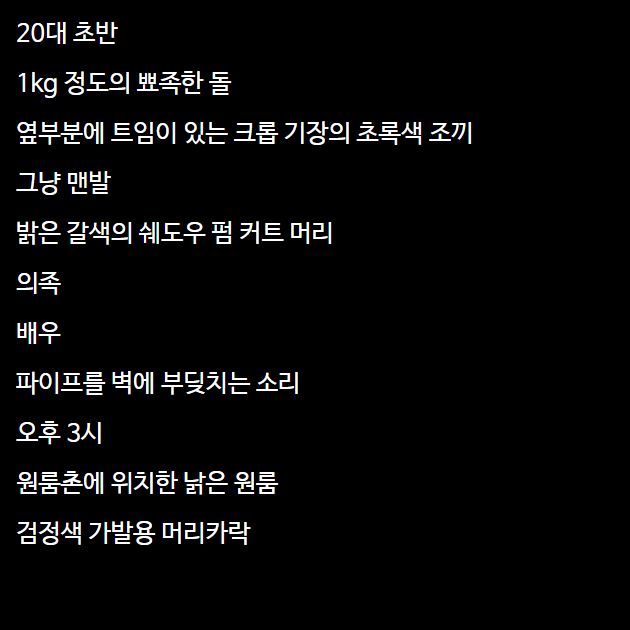 20대 초반
1kg 정도의 뾰족한 돌
옆부분에 트임이 있는 크롭 기장의 초록색 조끼
그냥 맨발
밝은 갈색의 쉐도우 펌 커트 머리
의족
배우
파이프를 벽에 부딪치는 소리
오후 3시
원룸촌에 위치한 낡은 원룸
검정색 가발용 머리카락